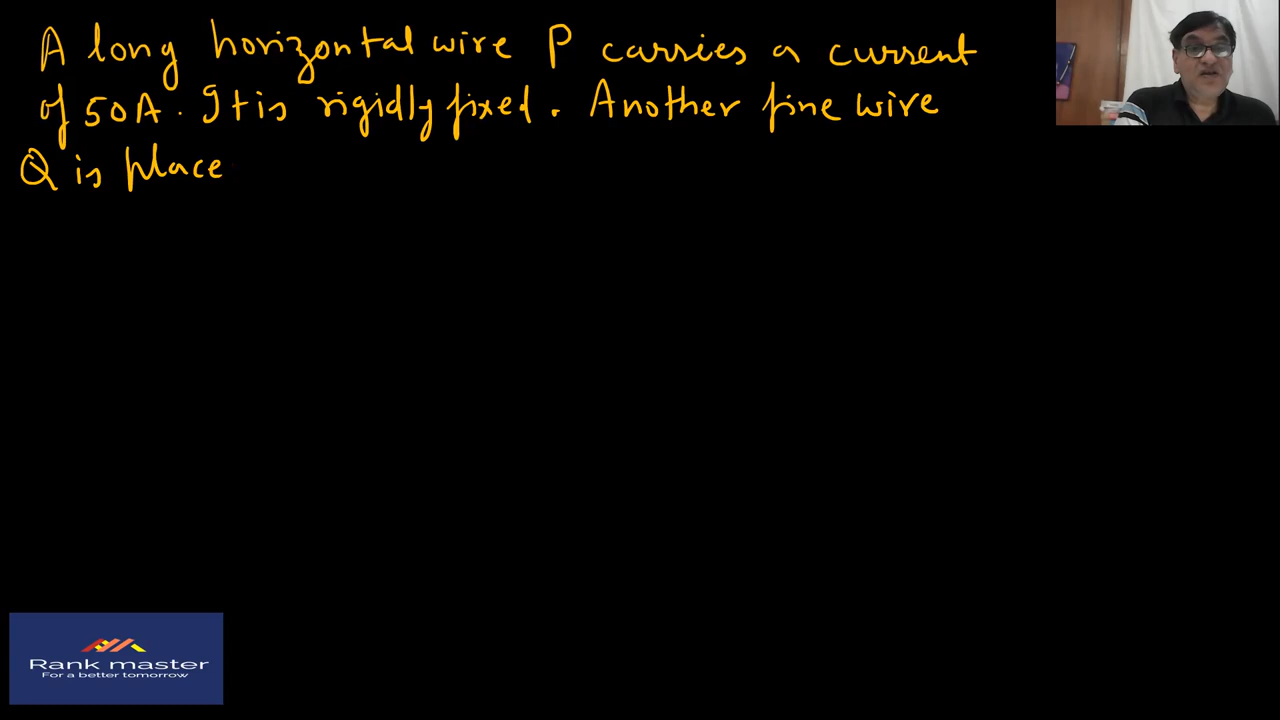 A long horizontal wire P carries a current
of 50A. It is rigidly fixed. Another fine wire
Q is place
Rank master
For a better tomorrow